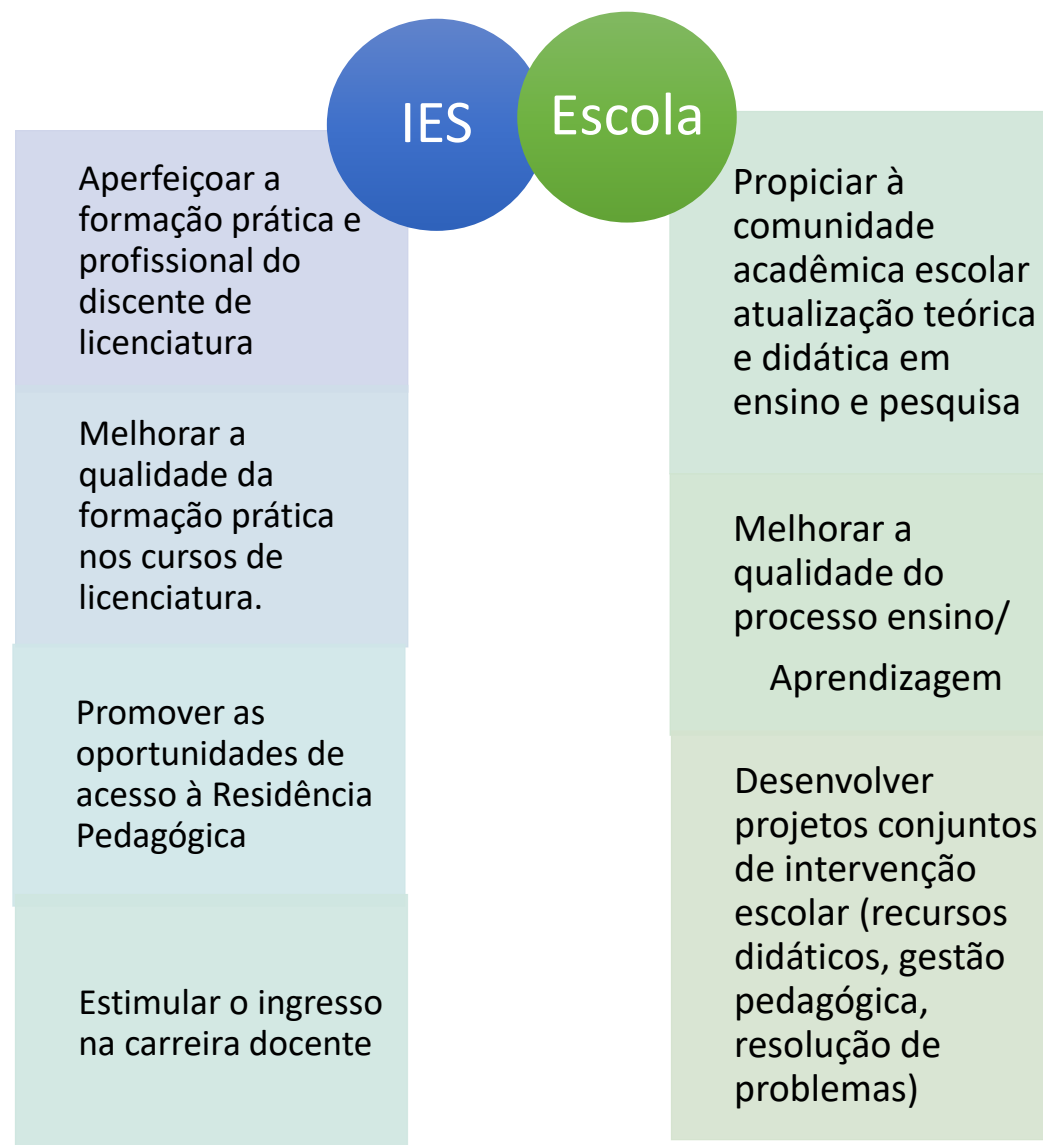 IES
Escola
Aperfeiçoar a
formação prática e
profissional do
discente de
licenciatura
Melhorar a
qualidade da
formação prática
nos cursos de
licenciatura.
Promover as
oportunidades de
acesso à Residência
Pedagógica
Estimular o ingresso
na carreira docente
Propiciar à
comunidade
acadêmica escolar
atualização teórica
e didática em
ensino e pesquisa
Melhorar a
qualidade do
processo ensino/
Aprendizagem
Desenvolver
projetos conjuntos
de intervenção
escolar (recursos
didáticos, gestão
pedagógica,
resolução de
problemas)